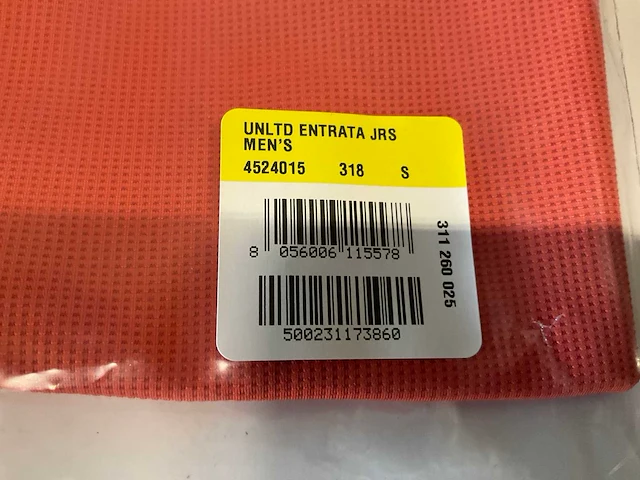 UNLTD ENTRATA JRS
MEN'S
4524015 318 S
8 056006 115578
500231173860
311 260 025